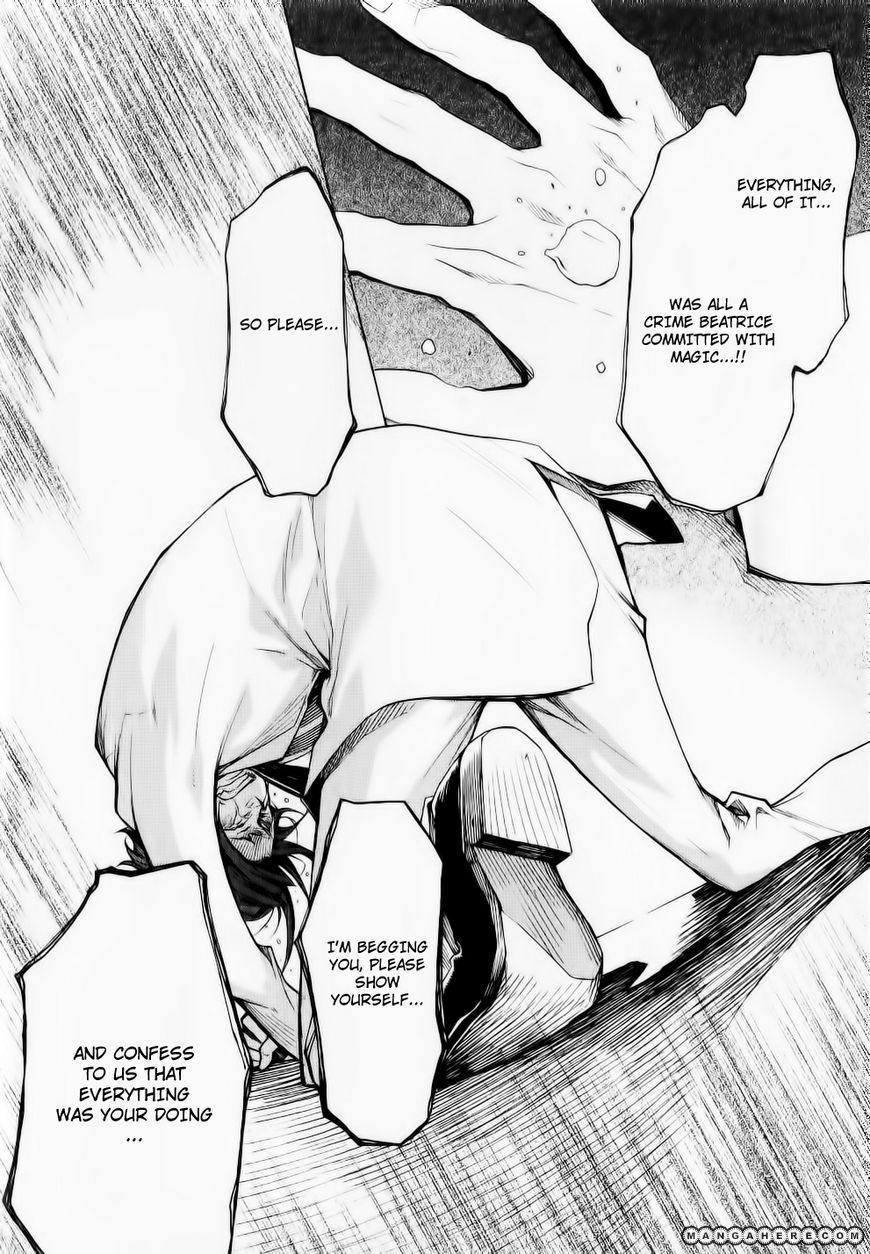 EVERYTHING,
ALL OF IT...
WAS ALL A
CRIME BEATRICE
COMMITTED WITH
MAGIC...!!
SO PLEASE...
I'M BEGGING
YOU, PLEASE
SHOW
YOURSELF...
AND CONFESS
TO US THAT
EVERYTHING
WAS YOUR DOING
...
MANGAHERE.COM